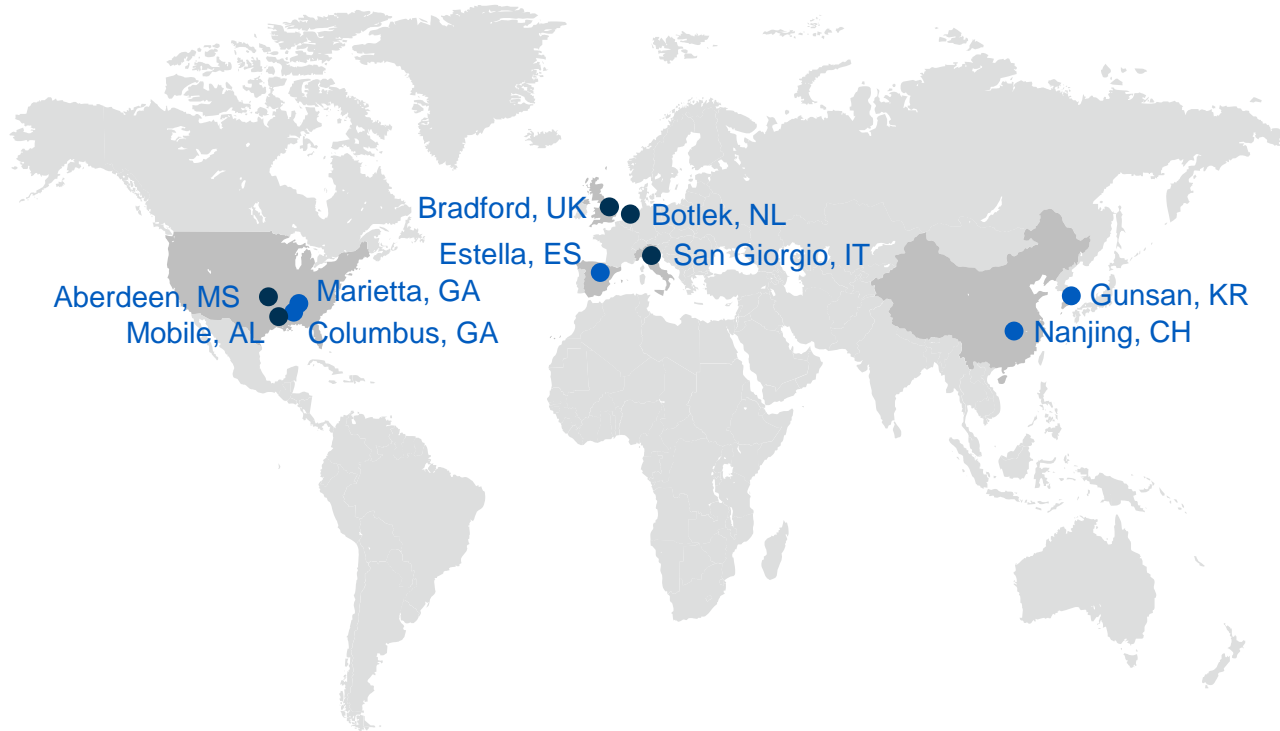 Bradford, UK
Botlek, NL
Estella, ES
San Giorgio, IT
Aberdeen, MS
Marietta, GA
Mobile, AL
Columbus, GA
Gunsan, KR
Nanjing, CH